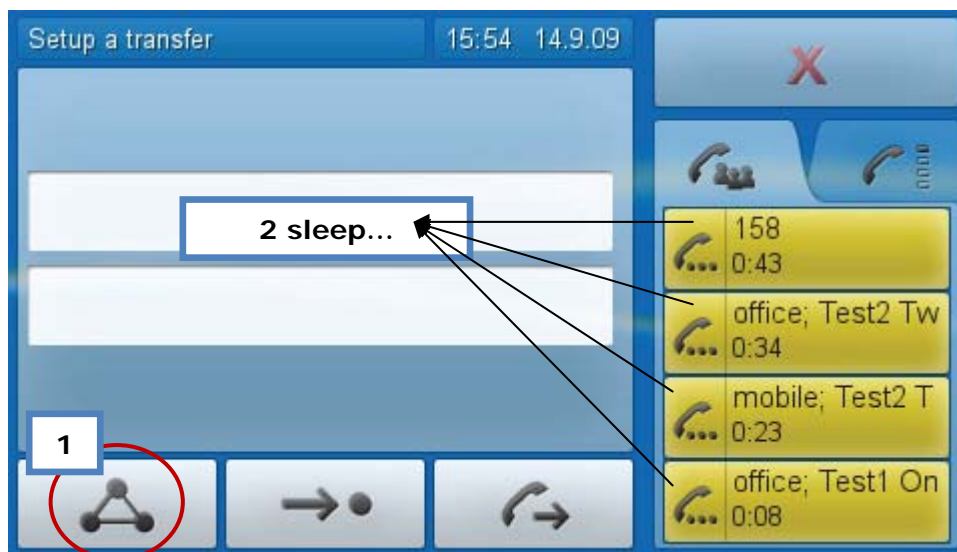 Setup a transfer
15:54 14.9.09
X
2 sleep...
158
0:43
office; Test2 Tw
0:34
mobile; Test2 T
0:23
1
office; Test1 On
0:08